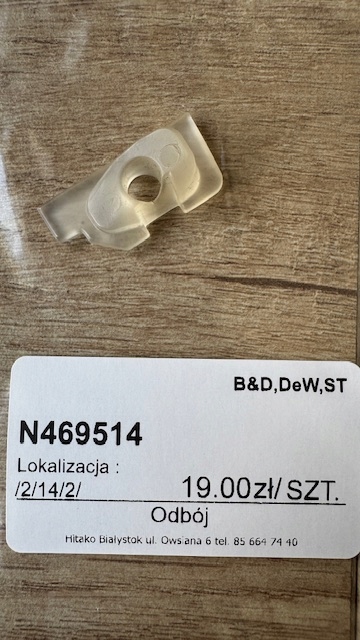 B&D,DeW,ST
N469514
Lokalizacja :
/2/14/2/ 19.00zł/ SZT.
Odbój
Hitako Białystok ul. Owsiana 6 tel. 85 664 74 40